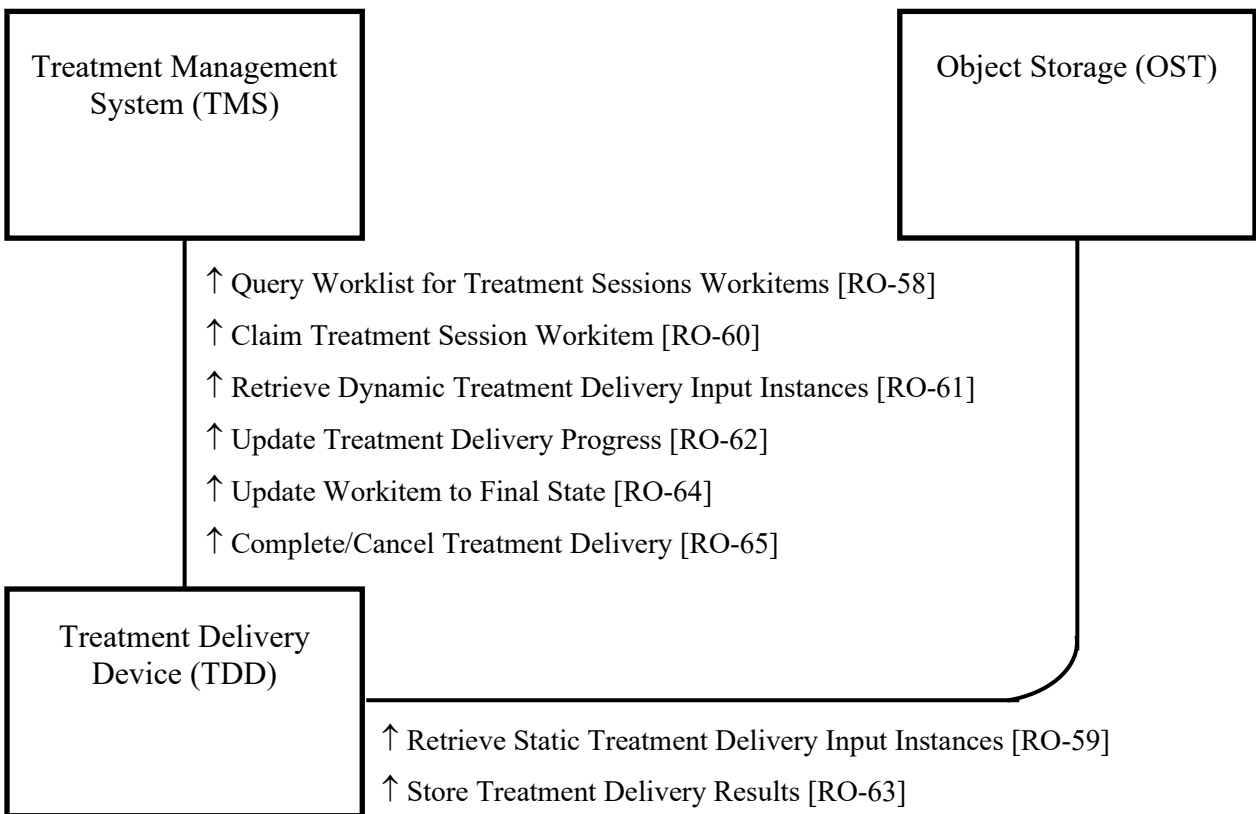 Treatment Management
System (TMS)
Object Storage (OST)
↑ Query Worklist for Treatment Sessions Workitems [RO-58]
↑ Claim Treatment Session Workitem [RO-60]
↑ Retrieve Dynamic Treatment Delivery Input Instances [RO-61]
↑ Update Treatment Delivery Progress [RO-62]
↑ Update Workitem to Final State [RO-64]
↑ Complete/Cancel Treatment Delivery [RO-65]
Treatment Delivery
Device (TDD)
↑ Retrieve Static Treatment Delivery Input Instances [RO-59]
↑ Store Treatment Delivery Results [RO-63]